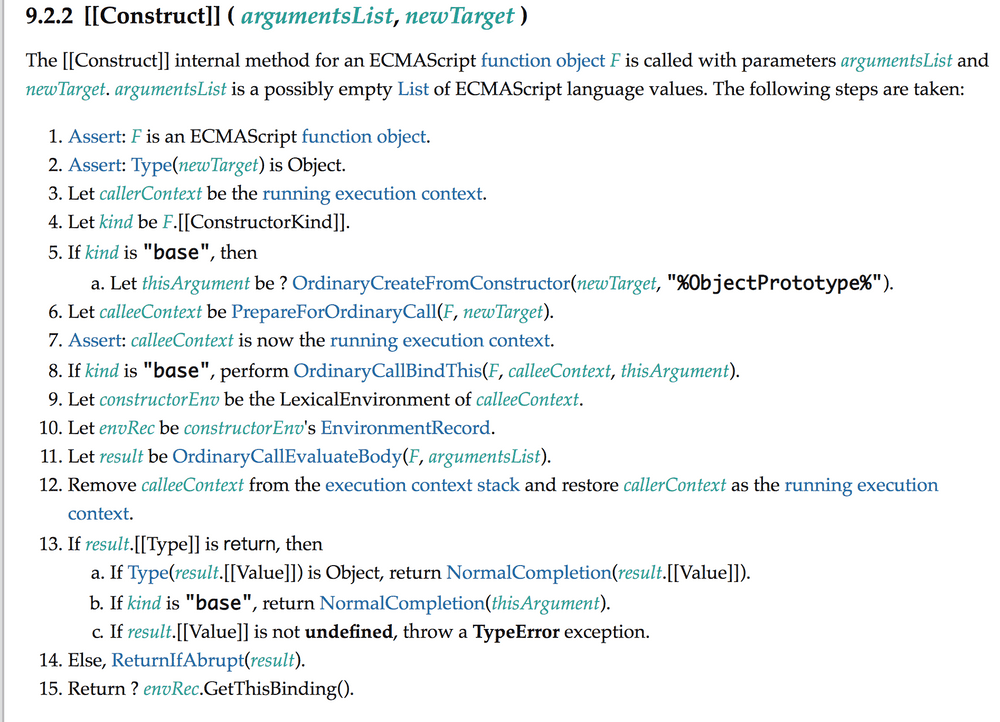 9.2.2 [[Construct]] ( argumentsList, newTarget )
The [[Construct]] internal method for an ECMAScript function object F is called with parameters argumentsList and
newTarget. argumentsList is a possibly empty List of ECMAScript language values. The following steps are taken:
1. Assert: F is an ECMAScript function object.
2. Assert: Type(newTarget) is Object.
3. Let callerContext be the running execution context.
4. Let kind be F.[[ConstructorKind]].
5. If kind is "base", then
a. Let thisArgument be ? OrdinaryCreateFromConstructor(newTarget, "%ObjectPrototype%").
6. Let calleeContext be PrepareForOrdinaryCall(F, newTarget).
7. Assert: calleeContext is now the running execution context.
8. If kind is "base", perform OrdinaryCallBindThis(F, calleeContext, thisArgument).
9. Let constructorEnv be the LexicalEnvironment of calleeContext.
10. Let envRec be constructorEnv's EnvironmentRecord.
11. Let result be OrdinaryCallEvaluateBody(F, argumentsList).
12. Remove calleeContext from the execution context stack and restore callerContext as the running execution
context.
13. If result.[[Type]] is return, then
a. If Type(result.[[Value]]) is Object, return NormalCompletion(result.[[Value]]).
b. If kind is "base", return NormalCompletion(thisArgument).
c. If result.[[Value]] is not undefined, throw a TypeError exception.
14. Else, ReturnIfAbrupt(result).
15. Return ? envRec.GetThisBinding().